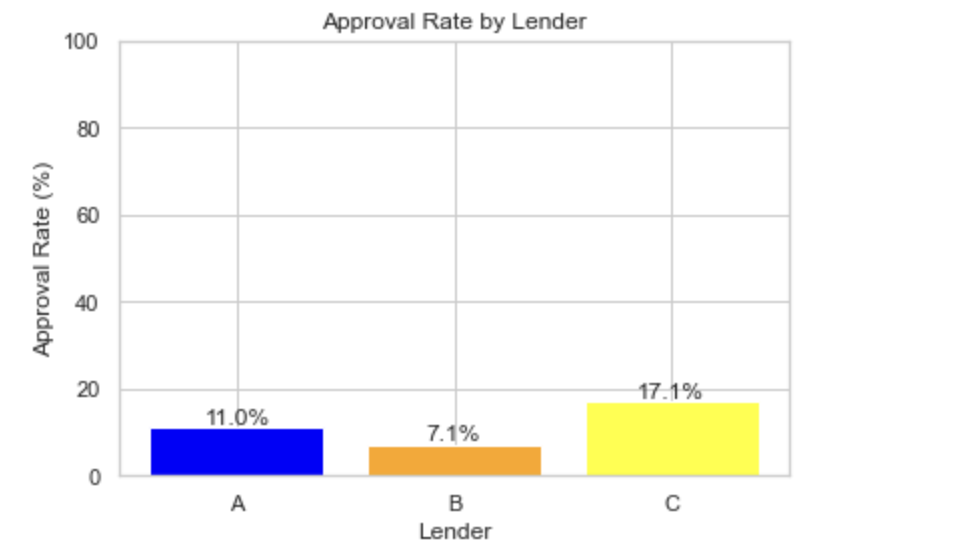 Approval Rate by Lender
Approval Rate (%)
100
80
60
40
20
0
11.0%
7.1%
17.1%
A
B
C
Lender